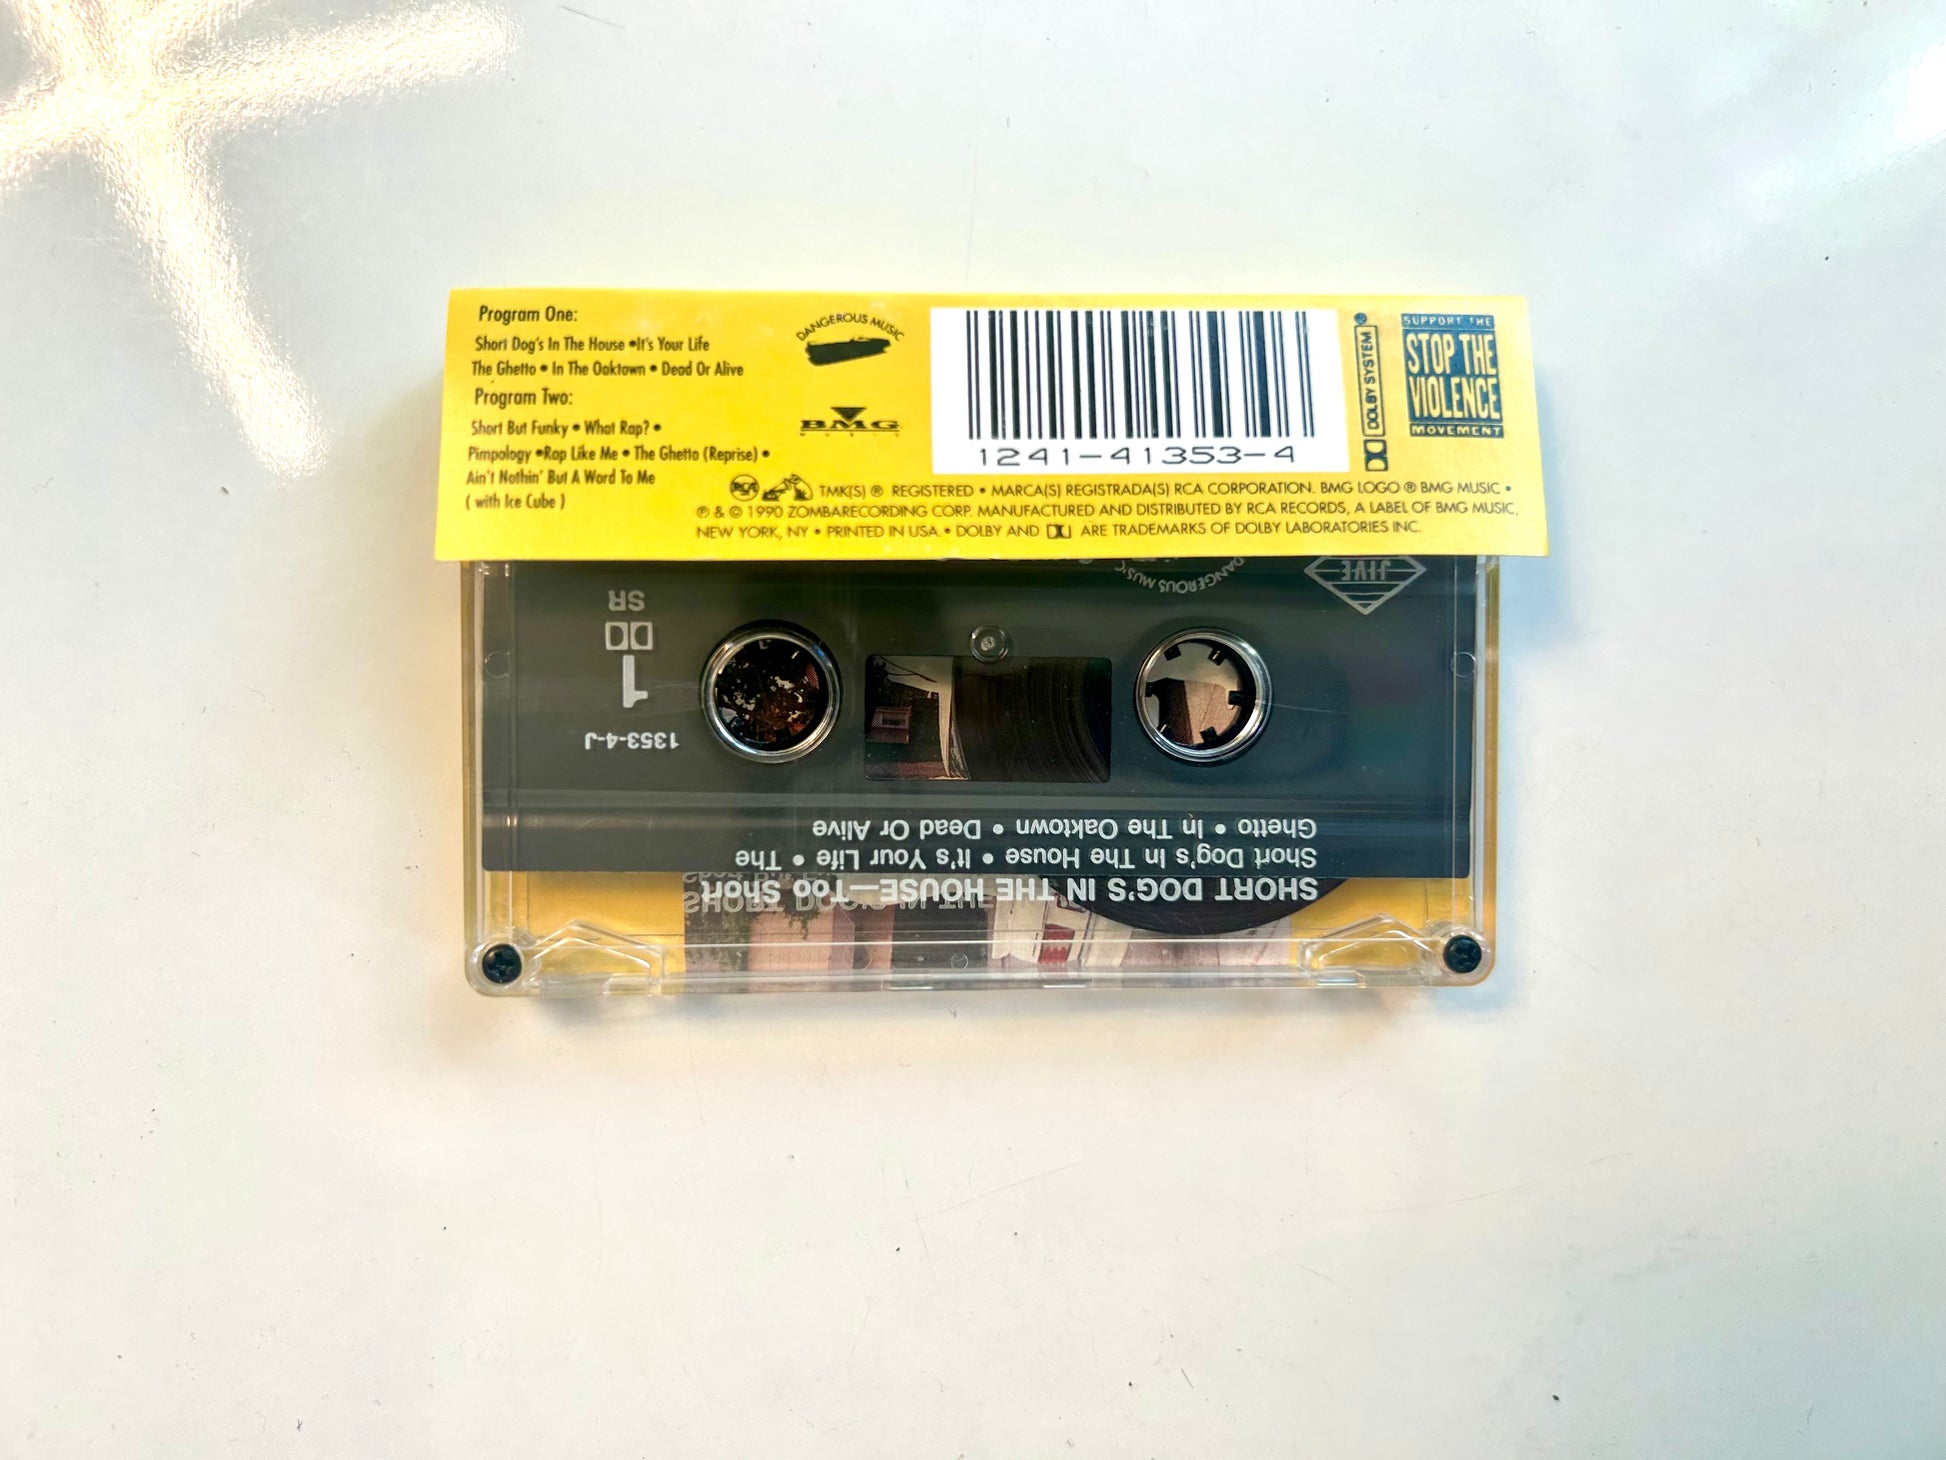 Program One:
Short Dog's In The House •It's Your Life
The Ghetto • In The Oaktown • Dead Or Alive
Program Two:
Short But Funky • What Rap? •
Pimpology •Rap Like Me • The Ghetto (Reprise) •
Ain't Nothin' But A Word To Me
( with Ice Cube )
DANGEROUS MUSIC
BMG
MUSIC
1241-41353-4
DOLBY SYSTEM
SUPPORT THE
STOP THE
VIOLENCE
MOVEMENT
RCA TMK(S) ® REGISTERED • MARCA(S) REGISTRADA(S) RCA CORPORATION. BMG LOGO ® BMG MUSIC •
℗ & © 1990 ZOMBARECORDING CORP. MANUFACTURED AND DISTRIBUTED BY RCA RECORDS, A LABEL OF BMG MUSIC,
NEW YORK, NY • PRINTED IN USA. • DOLBY AND ARE TRADEMARKS OF DOLBY LABORATORIES INC.
SHORT DOG'S IN THE HOUSE—Too Short
Short Dog's In The House • It's Your Life • The
Ghetto • In The Oaktown • Dead Or Alive
1353-4-J
1
SR
JIVE
DANGEROUS MUSIC